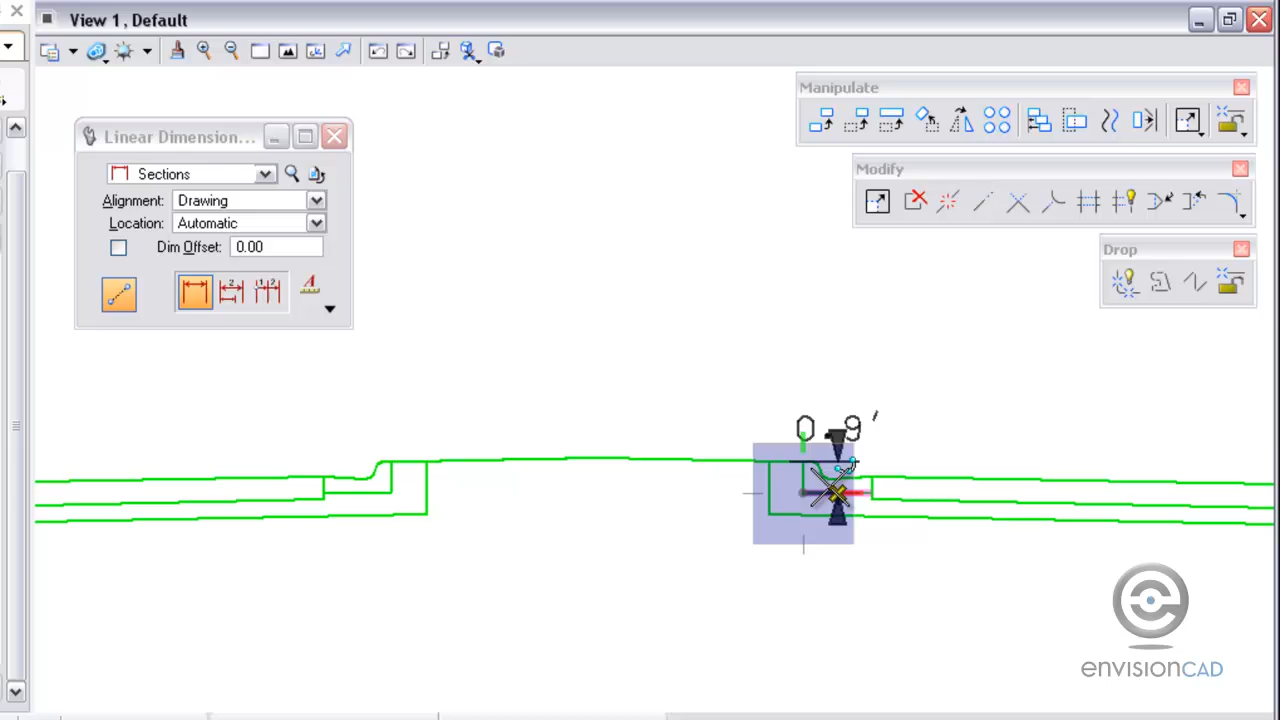 View 1, Default
Manipulate
Linear Dimension...
Sections
Modify
Alignment: Drawing
Location: Automatic
Dim Offset: 0.00
Drop
0 9'
envisionCAD